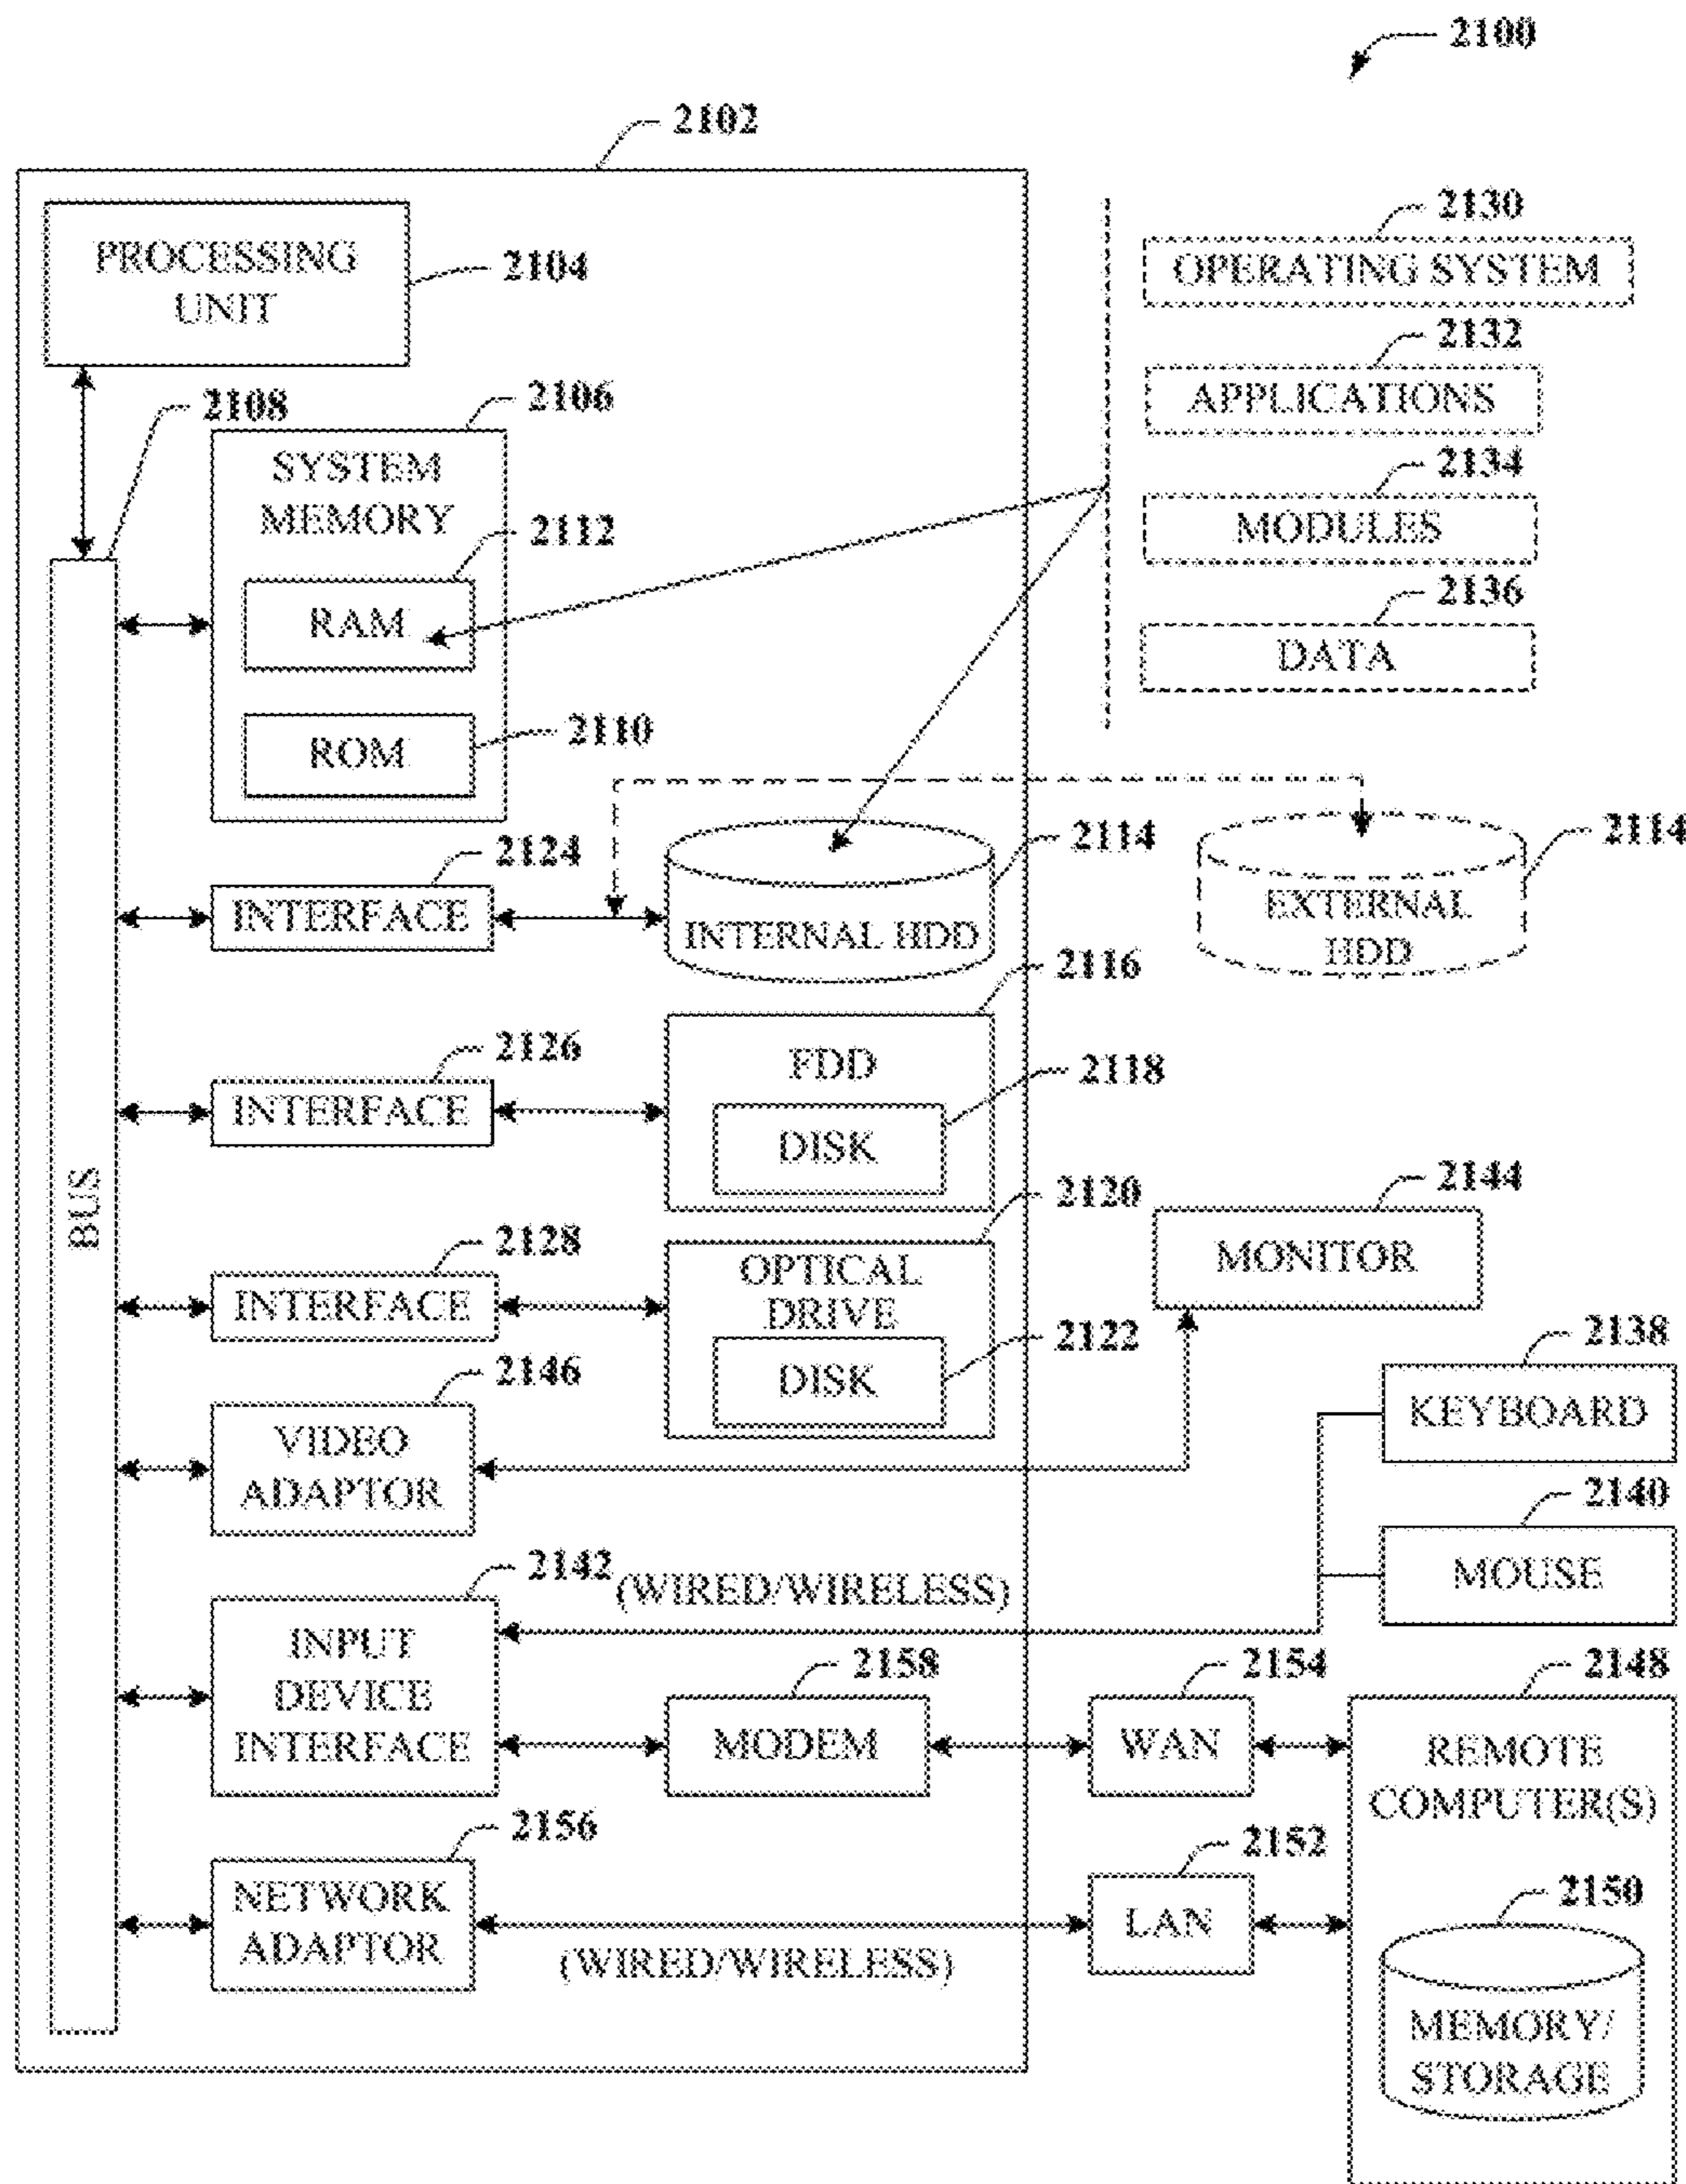 2100
2102
PROCESSING
UNIT
2104
2108
2106
SYSTEM
MEMORY
2112
RAM
ROM
2110
2130
OPERATING SYSTEM
2132
APPLICATIONS
2134
MODULES
2136
DATA
2124
INTERFACE
2114
INTERNAL HDD
2114
EXTERNAL
HDD
2126
INTERFACE
2116
FDD
2118
DISK
BUS
2128
INTERFACE
2120
OPTICAL
DRIVE
2122
DISK
2144
MONITOR
2146
VIDEO
ADAPTOR
2138
KEYBOARD
2140
MOUSE
2142
(WIRED/WIRELESS)
INPUT
DEVICE
INTERFACE
2158
MODEM
2154
WAN
2148
REMOTE
COMPUTER(S)
2156
NETWORK
ADAPTOR
(WIRED/WIRELESS)
2152
LAN
2150
MEMORY/
STORAGE